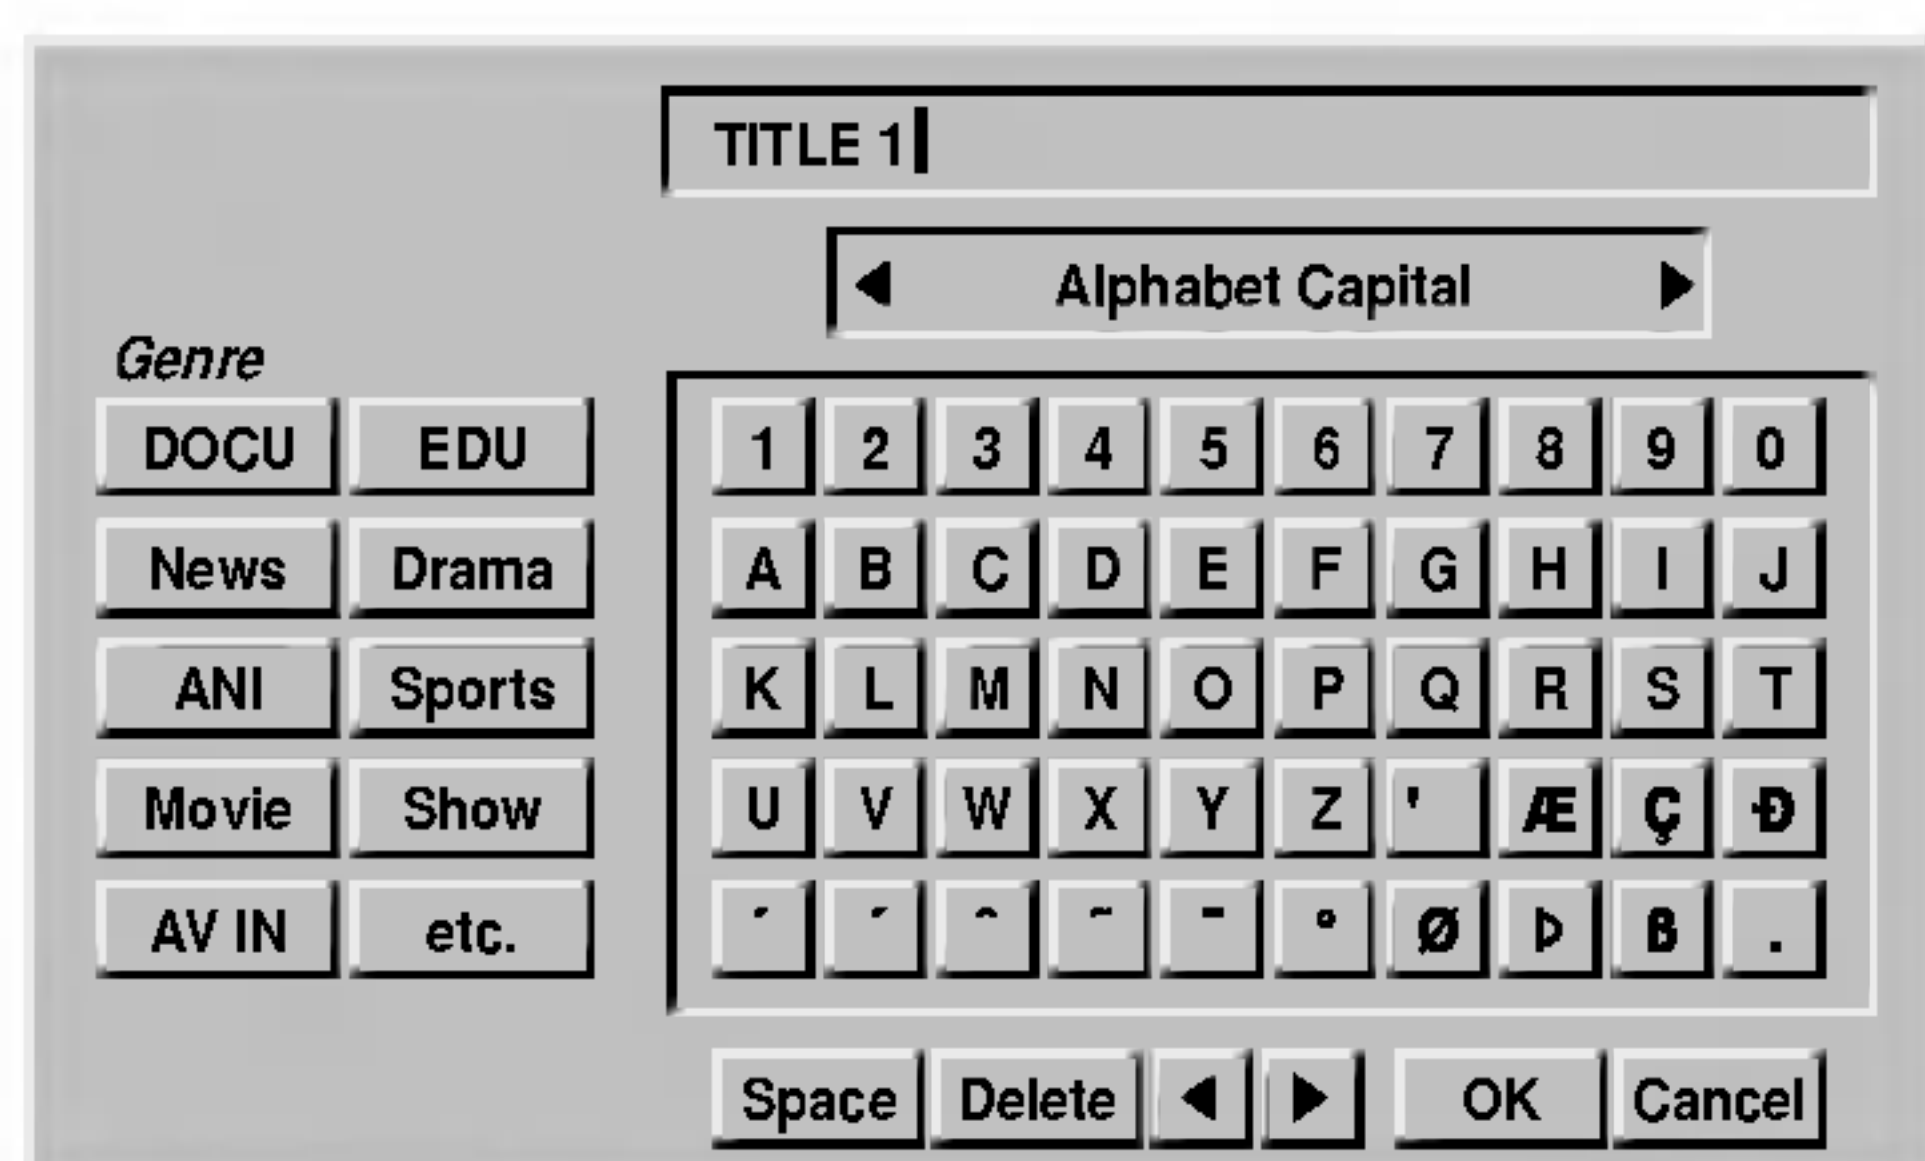 TITLE 1
◀ Alphabet Capital ▶
Genre
DOCU EDU
News Drama
ANI Sports
Movie Show
AV IN etc.
1 2 3 4 5 6 7 8 9 0
A B C D E F G H I J
K L M N O P Q R S T
U V W X Y Z ' Æ Ç Ð
´ ´ ˆ ˜ ¯ ° Ø Þ ß .
Space Delete ◀ ▶ OK Cancel